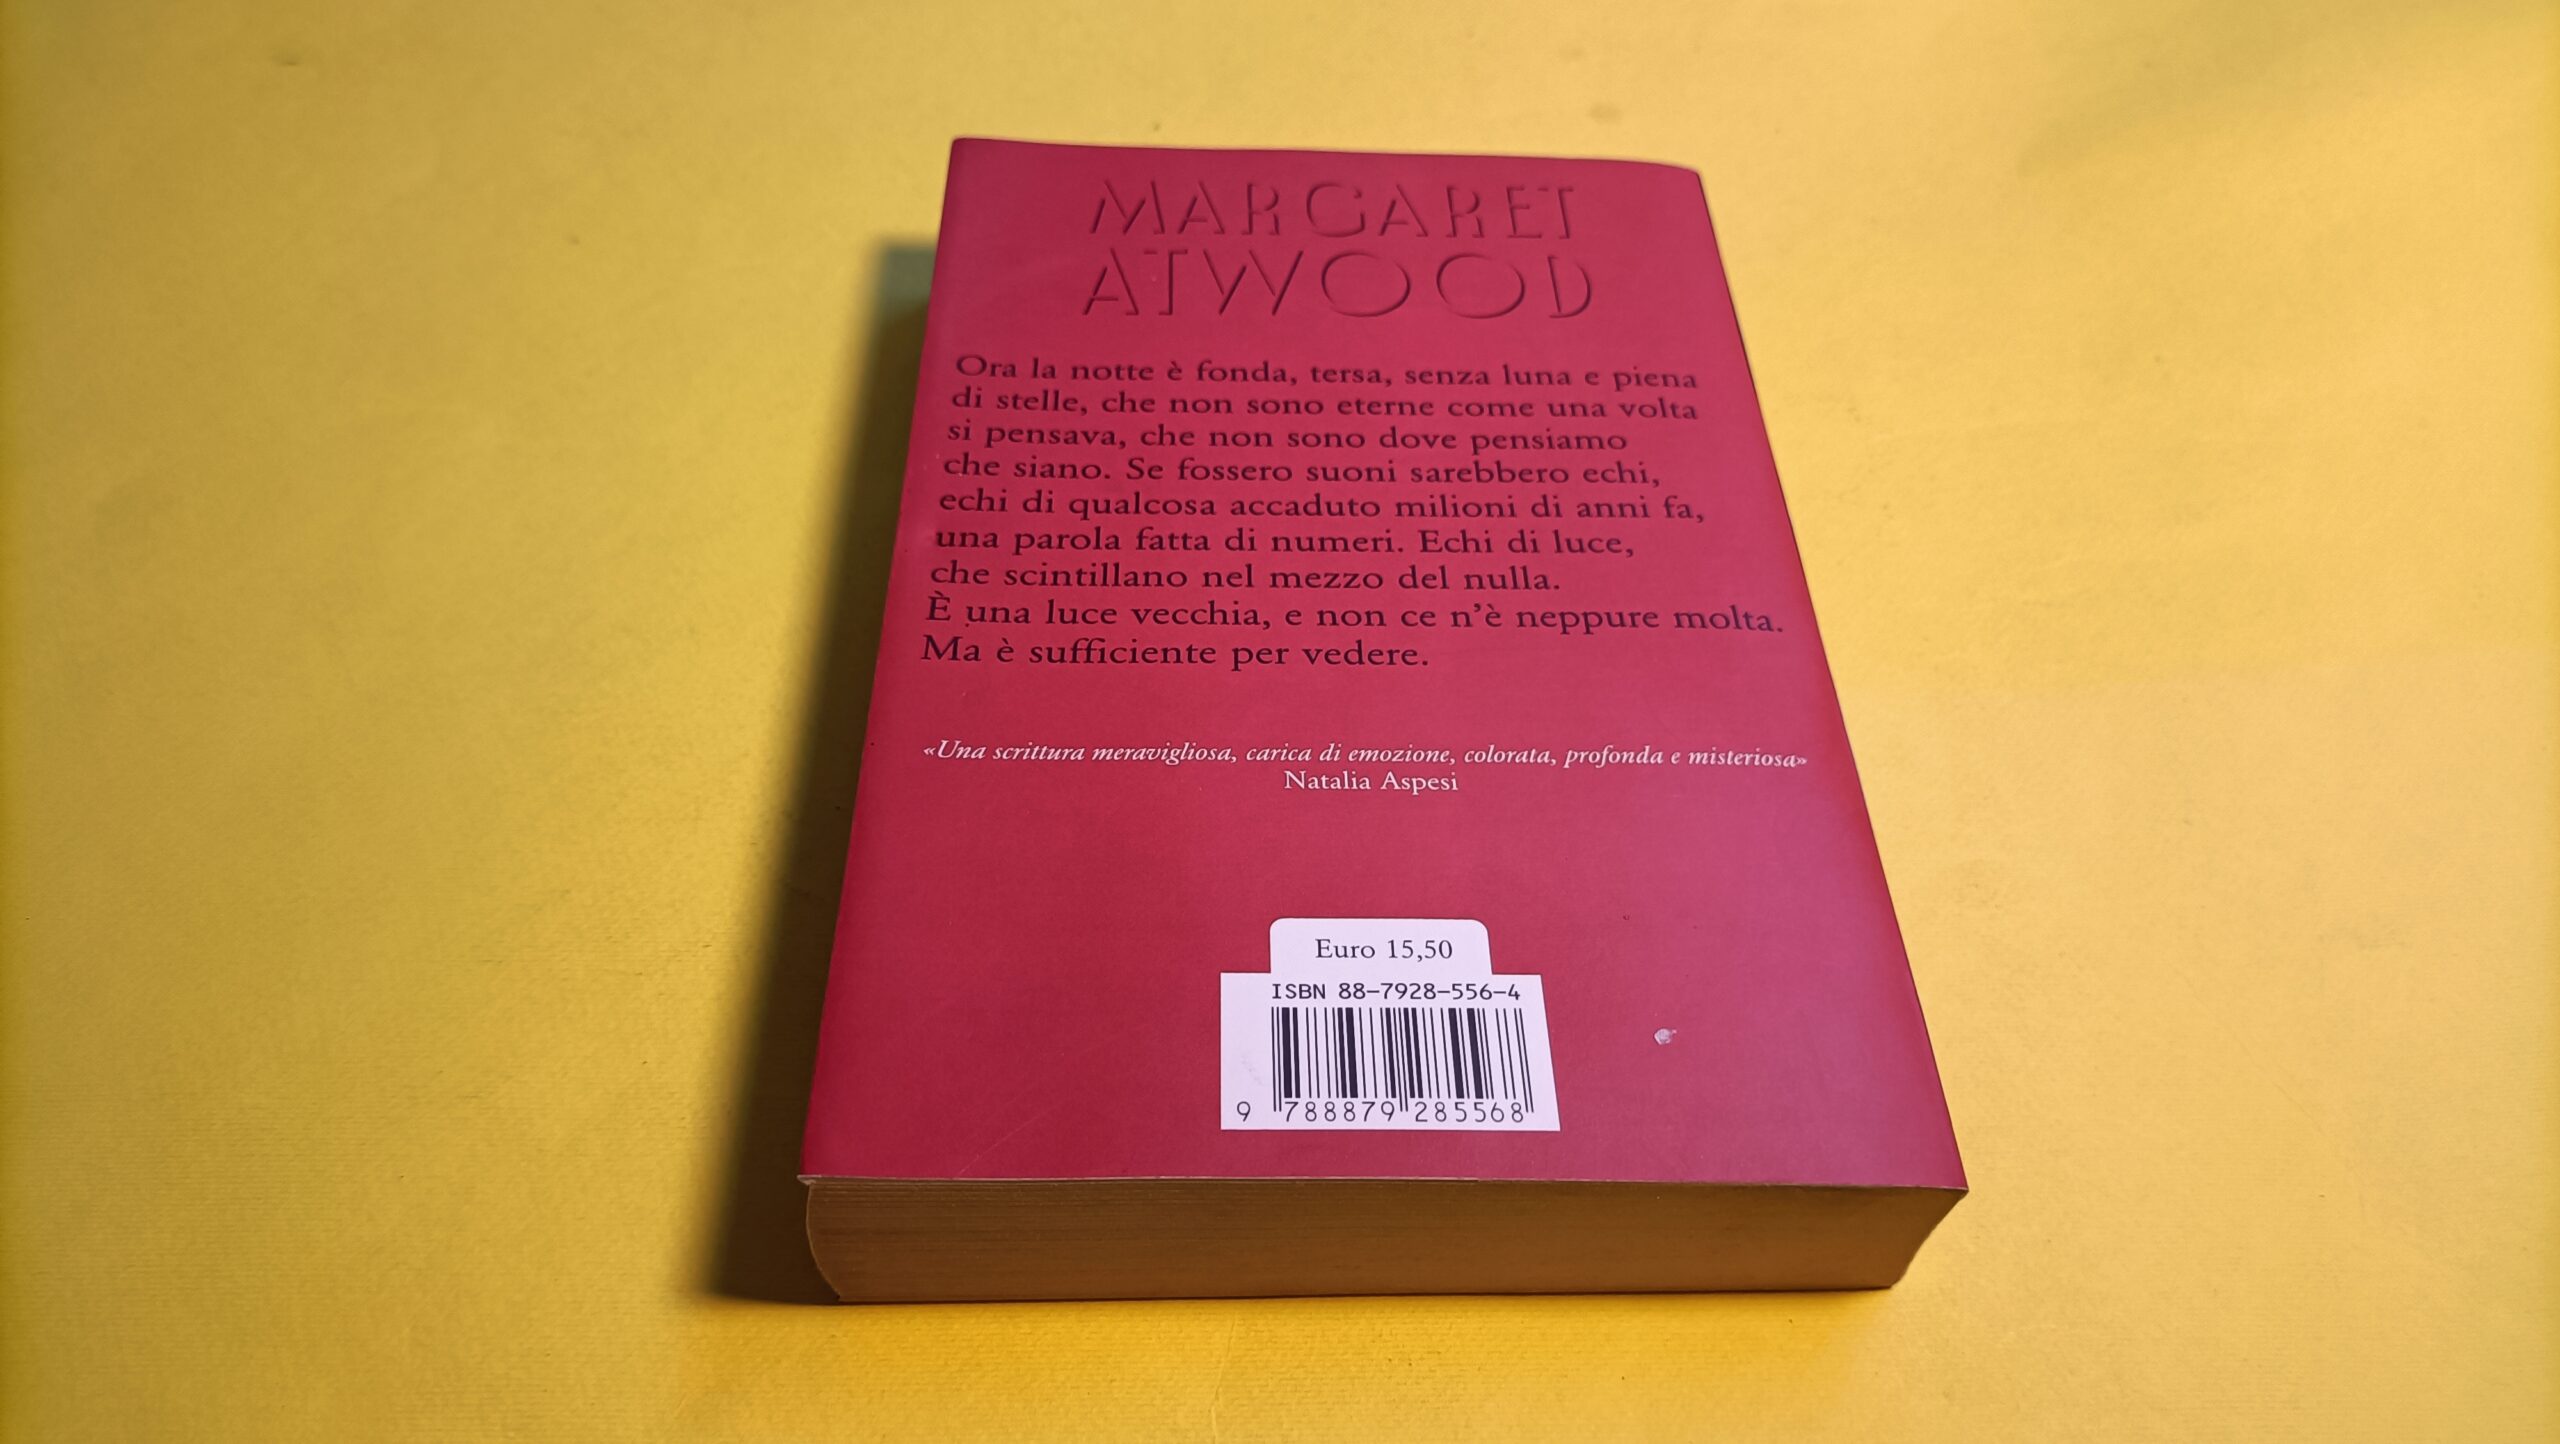 MARGARET
ATWOOD
Ora la notte è fonda, tersa, senza luna e piena
di stelle, che non sono eterne come una volta
si pensava, che non sono dove pensiamo
che siano. Se fossero suoni sarebbero echi,
echi di qualcosa accaduto milioni di anni fa,
una parola fatta di numeri. Echi di luce,
che scintillano nel mezzo del nulla.
È una luce vecchia, e non ce n'è neppure molta.
Ma è sufficiente per vedere.
«Una scrittura meravigliosa, carica di emozione, colorata, profonda e misteriosa»
Natalia Aspesi
Euro 15,50
ISBN 88-7928-556-4
9 788879 285568